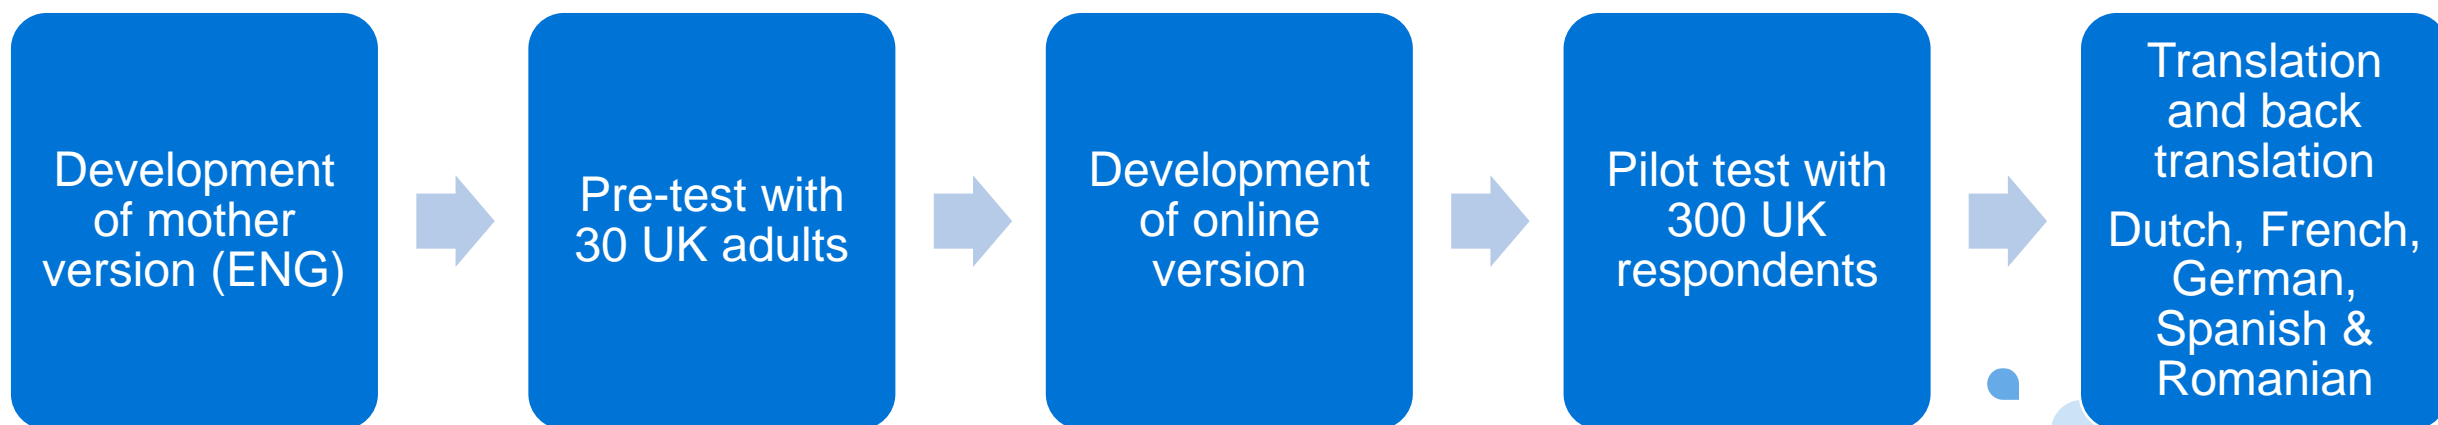 Development
of mother
version (ENG)
Pre-test with
30 UK adults
Development
of online
version
Pilot test with
300 UK
respondents
Translation
and back
translation
Dutch, French,
German,
Spanish &
Romanian